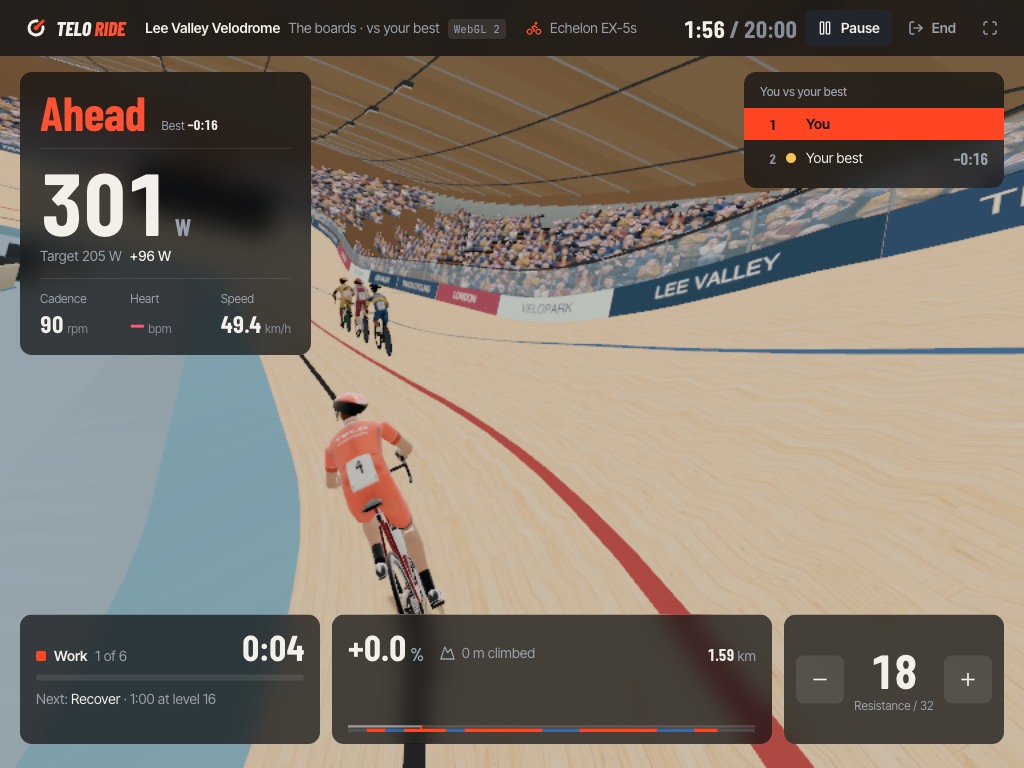 TELO RIDE
Lee Valley Velodrome The boards · vs your best WebGL 2 Echelon EX-5s 1:56 / 20:00 Pause End
Ahead Best −0:16
301 W
Target 205 W +96 W
Cadence Heart Speed
90 rpm — bpm 49.4 km/h
You vs your best
1 You
2 Your best −0:16
LONDON
VELOPARK
LEE VALLEY
TELO
4
Work 1 of 6 0:04
Next: Recover · 1:00 at level 16
+0.0 % 0 m climbed 1.59 km
− 18 +
Resistance / 32